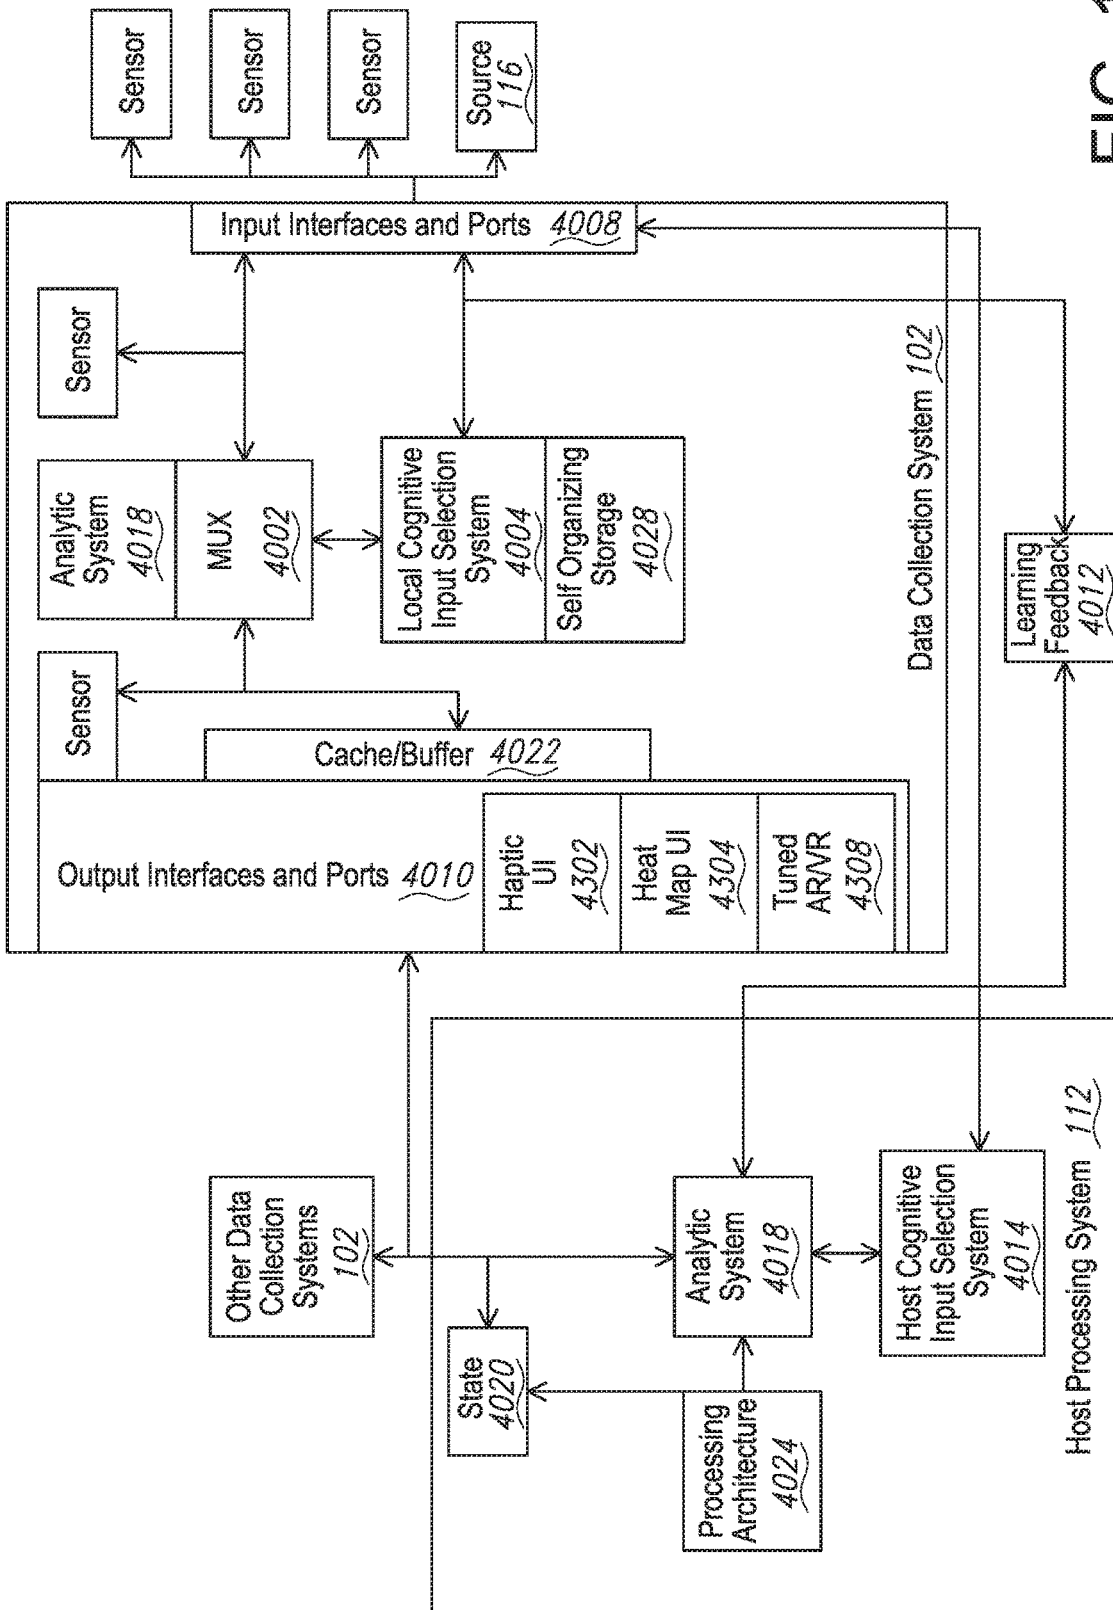 Sensor
Sensor
Sensor
Source
116
Input Interfaces and Ports 4008
Sensor
Analytic
System
4018
MUX
4002
Local Cognitive
Input Selection
System
4004
Self Organizing
Storage
4028
Sensor
Cache/Buffer 4022
Output Interfaces and Ports 4010
Haptic
UI
4302
Heat
Map UI
4304
Tuned
AR/VR
4308
Data Collection System 102
Learning
Feedback
4012
Other Data
Collection
Systems
102
State
4020
Analytic
System
4018
Processing
Architecture
4024
Host Cognitive
Input Selection
System
4014
Host Processing System 112
FIG.